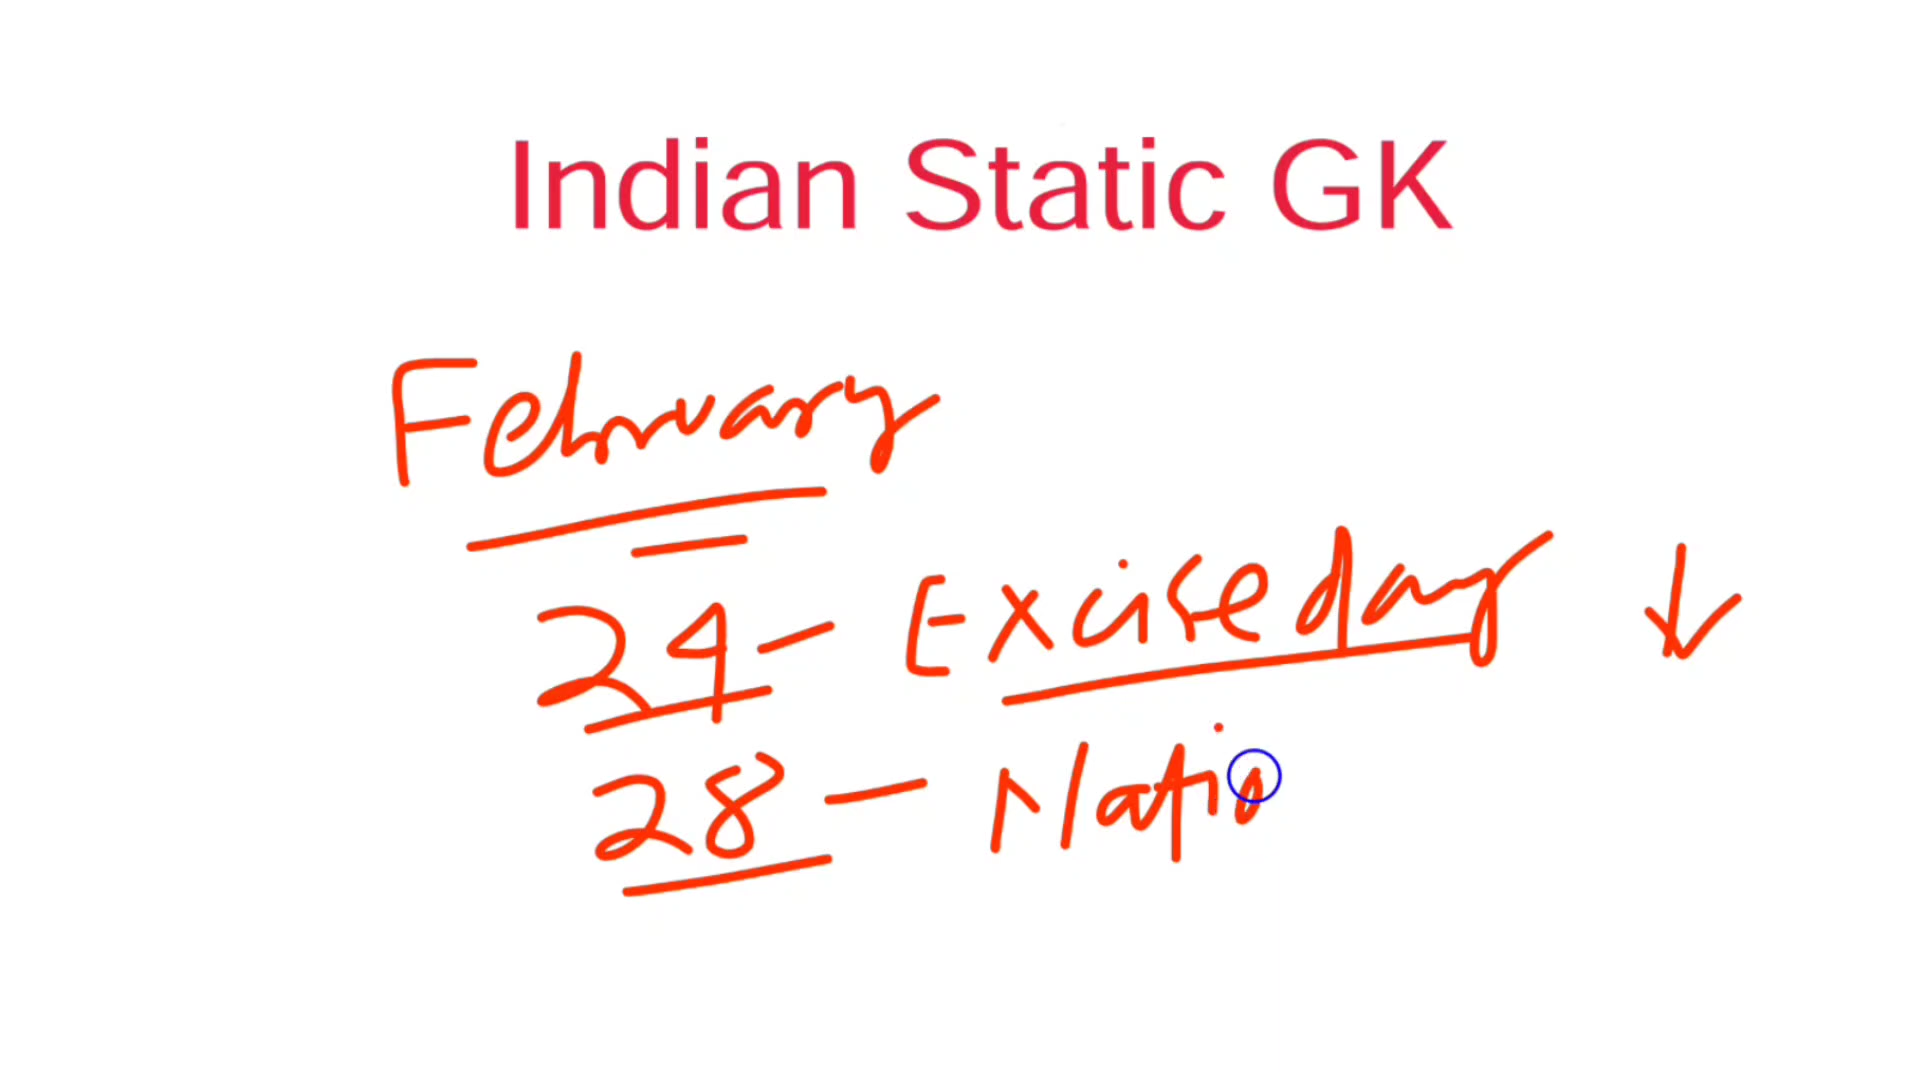 Indian Static GK
February
24 - Excise day ↓
28 - Natio